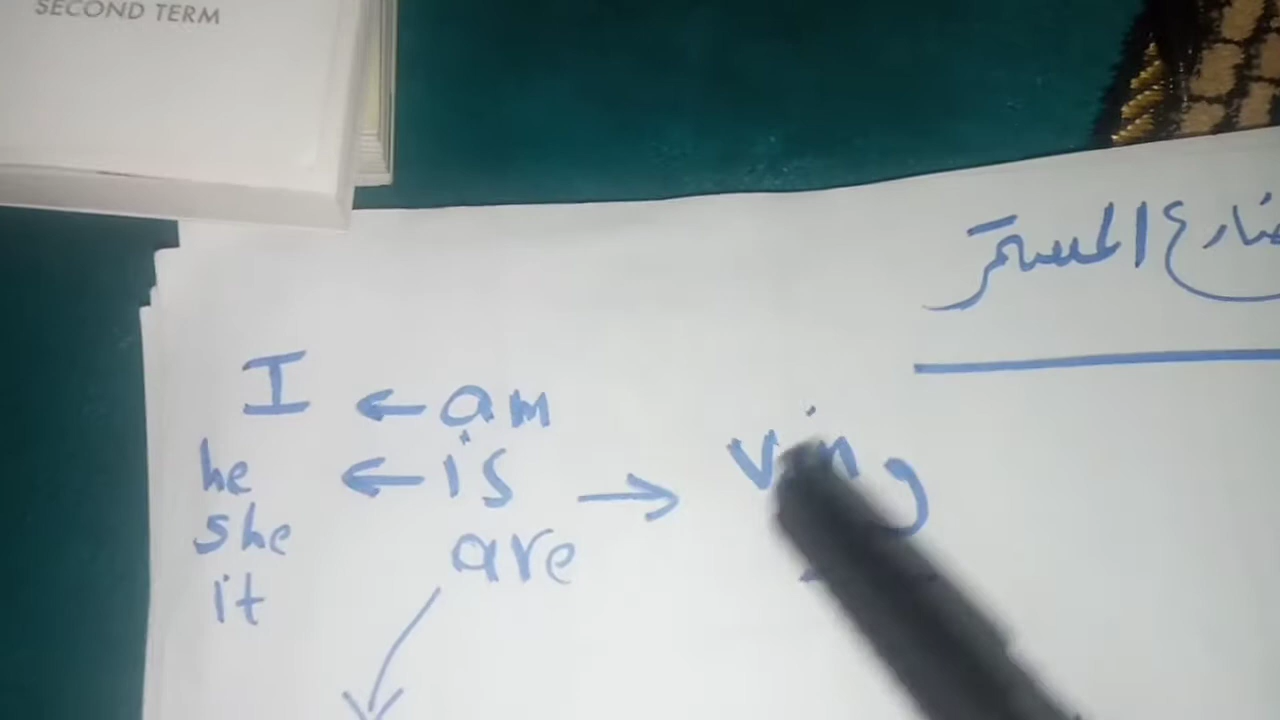 SECOND TERM
المستمر
I ← am
he ← is → ving
she
are
it